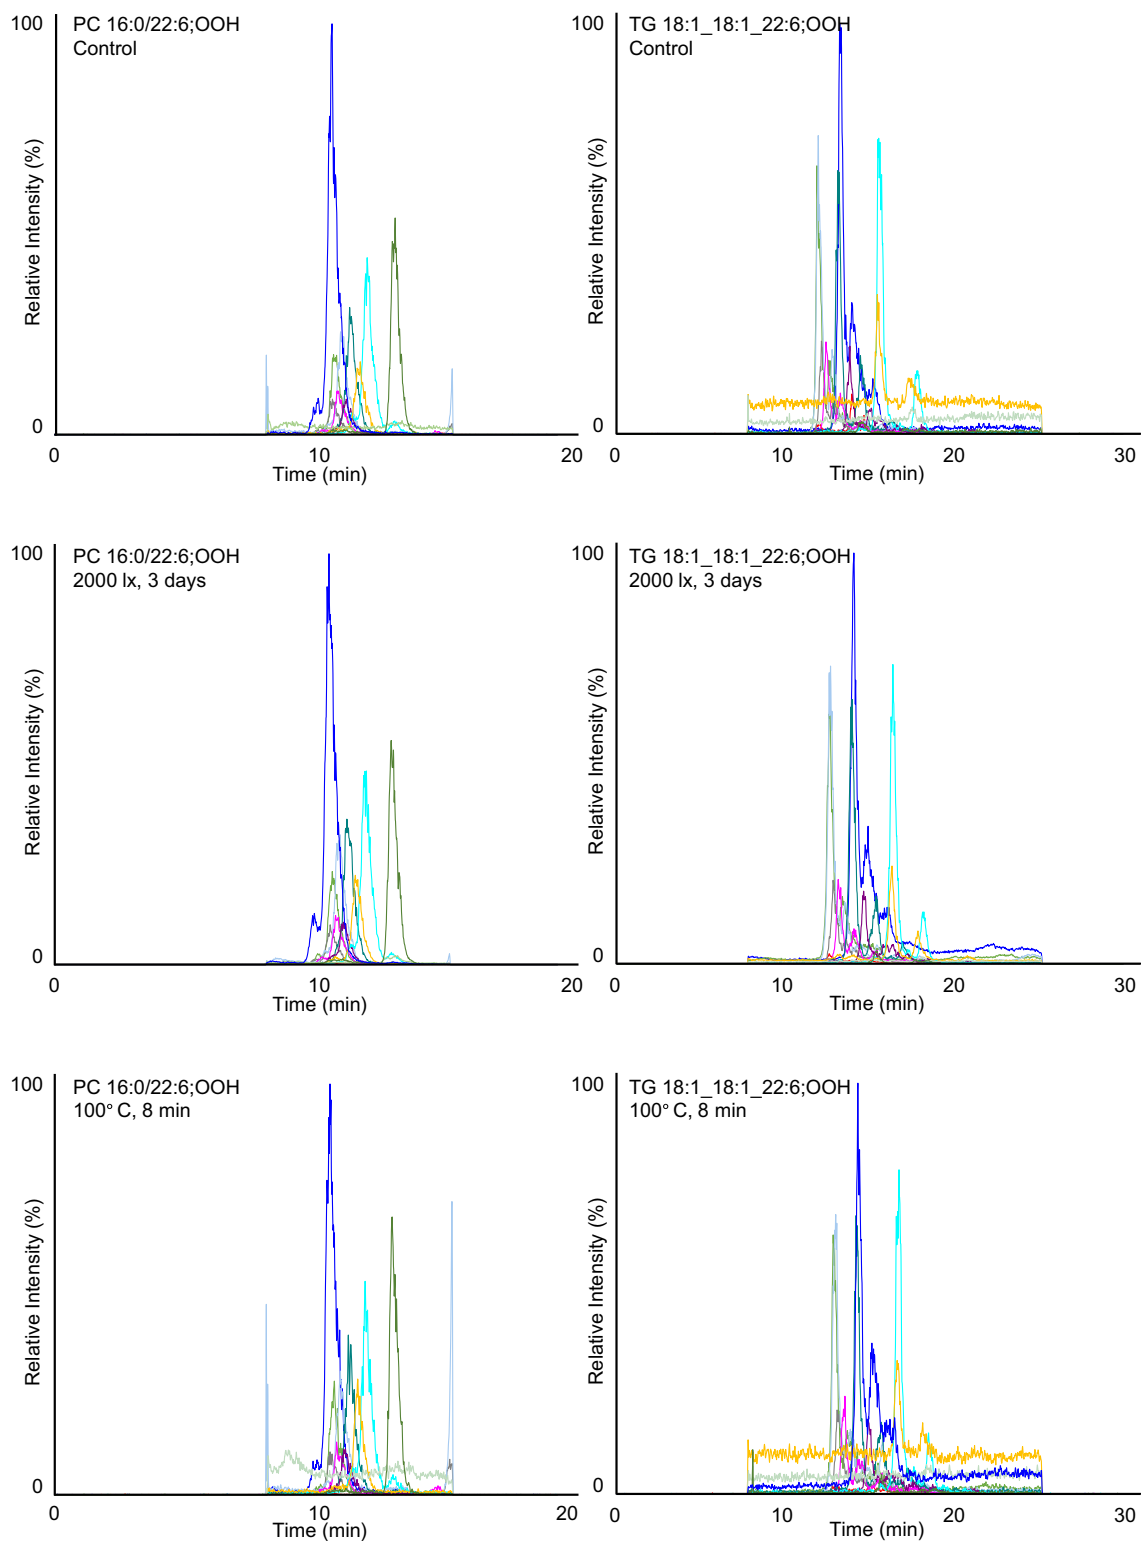 100
PC 16:0/22:6;OOH
Control
Relative Intensity (%)
0
0
10
20
Time (min)
100
TG 18:1_18:1_22:6;OOH
Control
Relative Intensity (%)
0
0
10
20
30
Time (min)
100
PC 16:0/22:6;OOH
2000 lx, 3 days
Relative Intensity (%)
0
0
10
20
Time (min)
100
TG 18:1_18:1_22:6;OOH
2000 lx, 3 days
Relative Intensity (%)
0
0
10
20
30
Time (min)
100
PC 16:0/22:6;OOH
100° C, 8 min
Relative Intensity (%)
0
0
10
20
Time (min)
100
TG 18:1_18:1_22:6;OOH
100° C, 8 min
Relative Intensity (%)
0
0
10
20
30
Time (min)